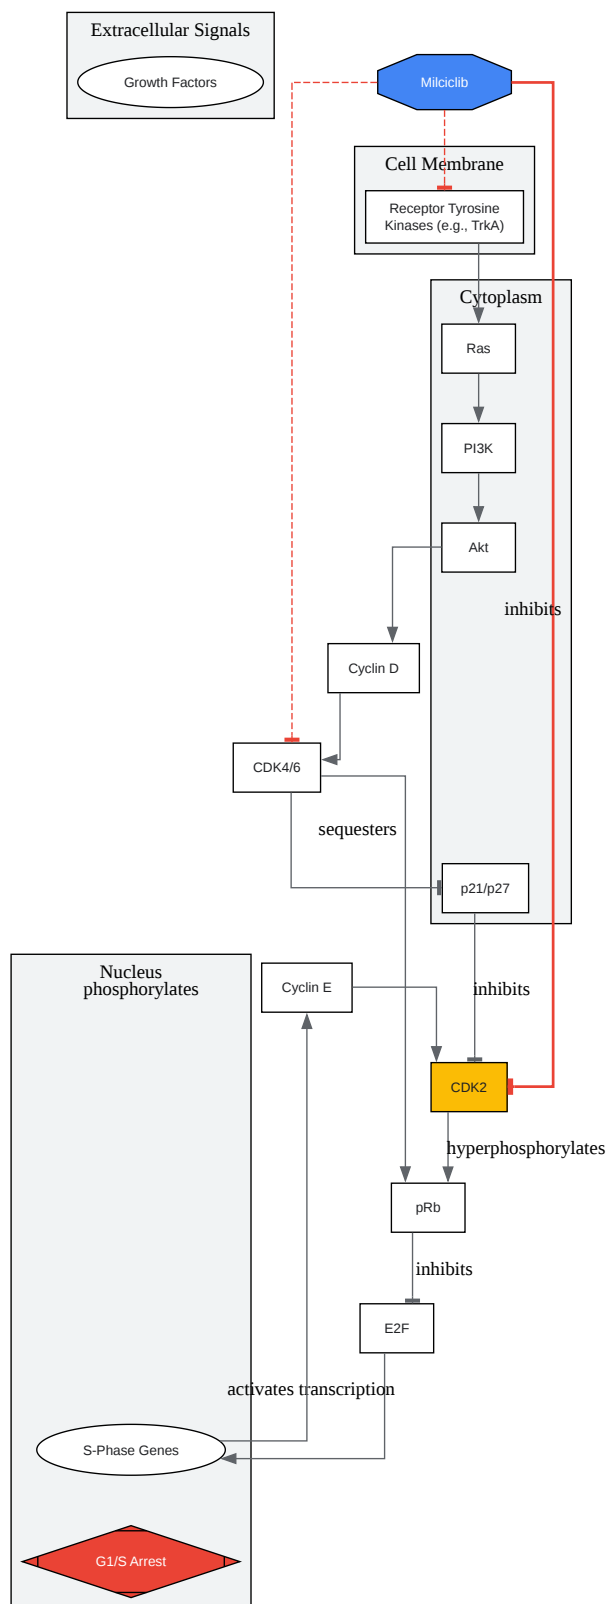 Extracellular Signals
Growth Factors
Milciclib
Cell Membrane
Receptor Tyrosine
Kinases (e.g., TrkA)
Cytoplasm
Ras
PI3K
Akt
inhibits
Cyclin D
CDK4/6
sequesters
p21/p27
Nucleus
phosphorylates
Cyclin E
inhibits
CDK2
hyperphosphorylates
pRb
inhibits
E2F
activates transcription
S-Phase Genes
G1/S Arrest